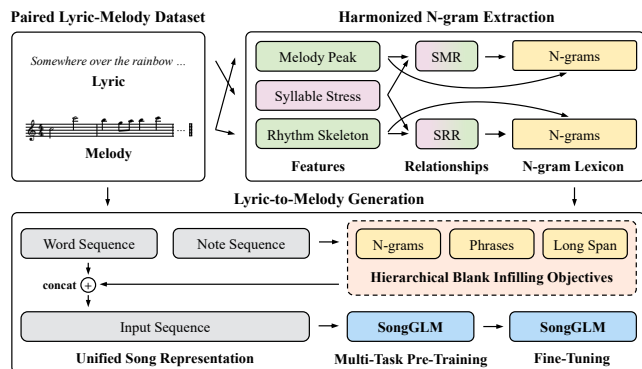 Paired Lyric-Melody Dataset
Somewhere over the rainbow ...
Lyric
...
Melody
Harmonized N-gram Extraction
Melody Peak
SMR
N-grams
Syllable Stress
Rhythm Skeleton
SRR
N-grams
Features
Relationships
N-gram Lexicon
Lyric-to-Melody Generation
Word Sequence
Note Sequence
N-grams
Phrases
Long Span
Hierarchical Blank Infilling Objectives
concat
+
Input Sequence
SongGLM
SongGLM
Unified Song Representation
Multi-Task Pre-Training
Fine-Tuning